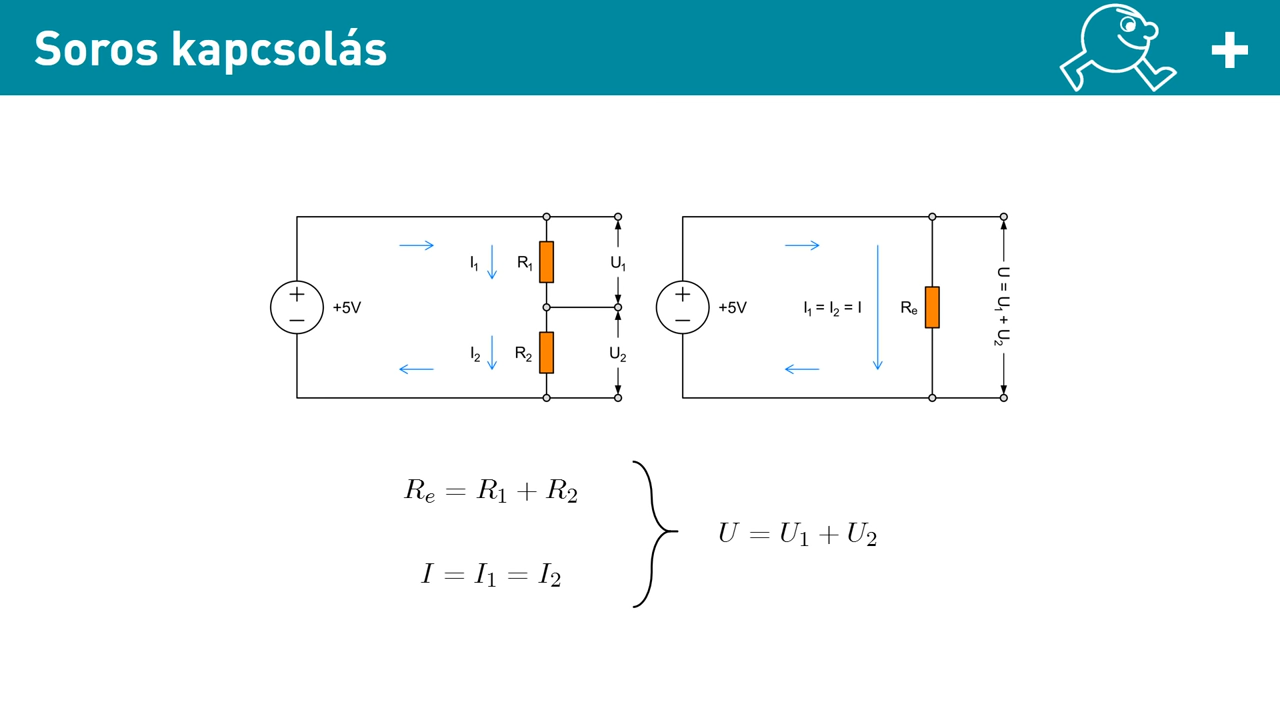 Soros kapcsolás
+
I₁ R₁ U₁
+5V
I₂ R₂ U₂
+5V
I₁ = I₂ = I
Rₑ
U = U₁ + U₂
Rₑ = R₁ + R₂
I = I₁ = I₂
U = U₁ + U₂